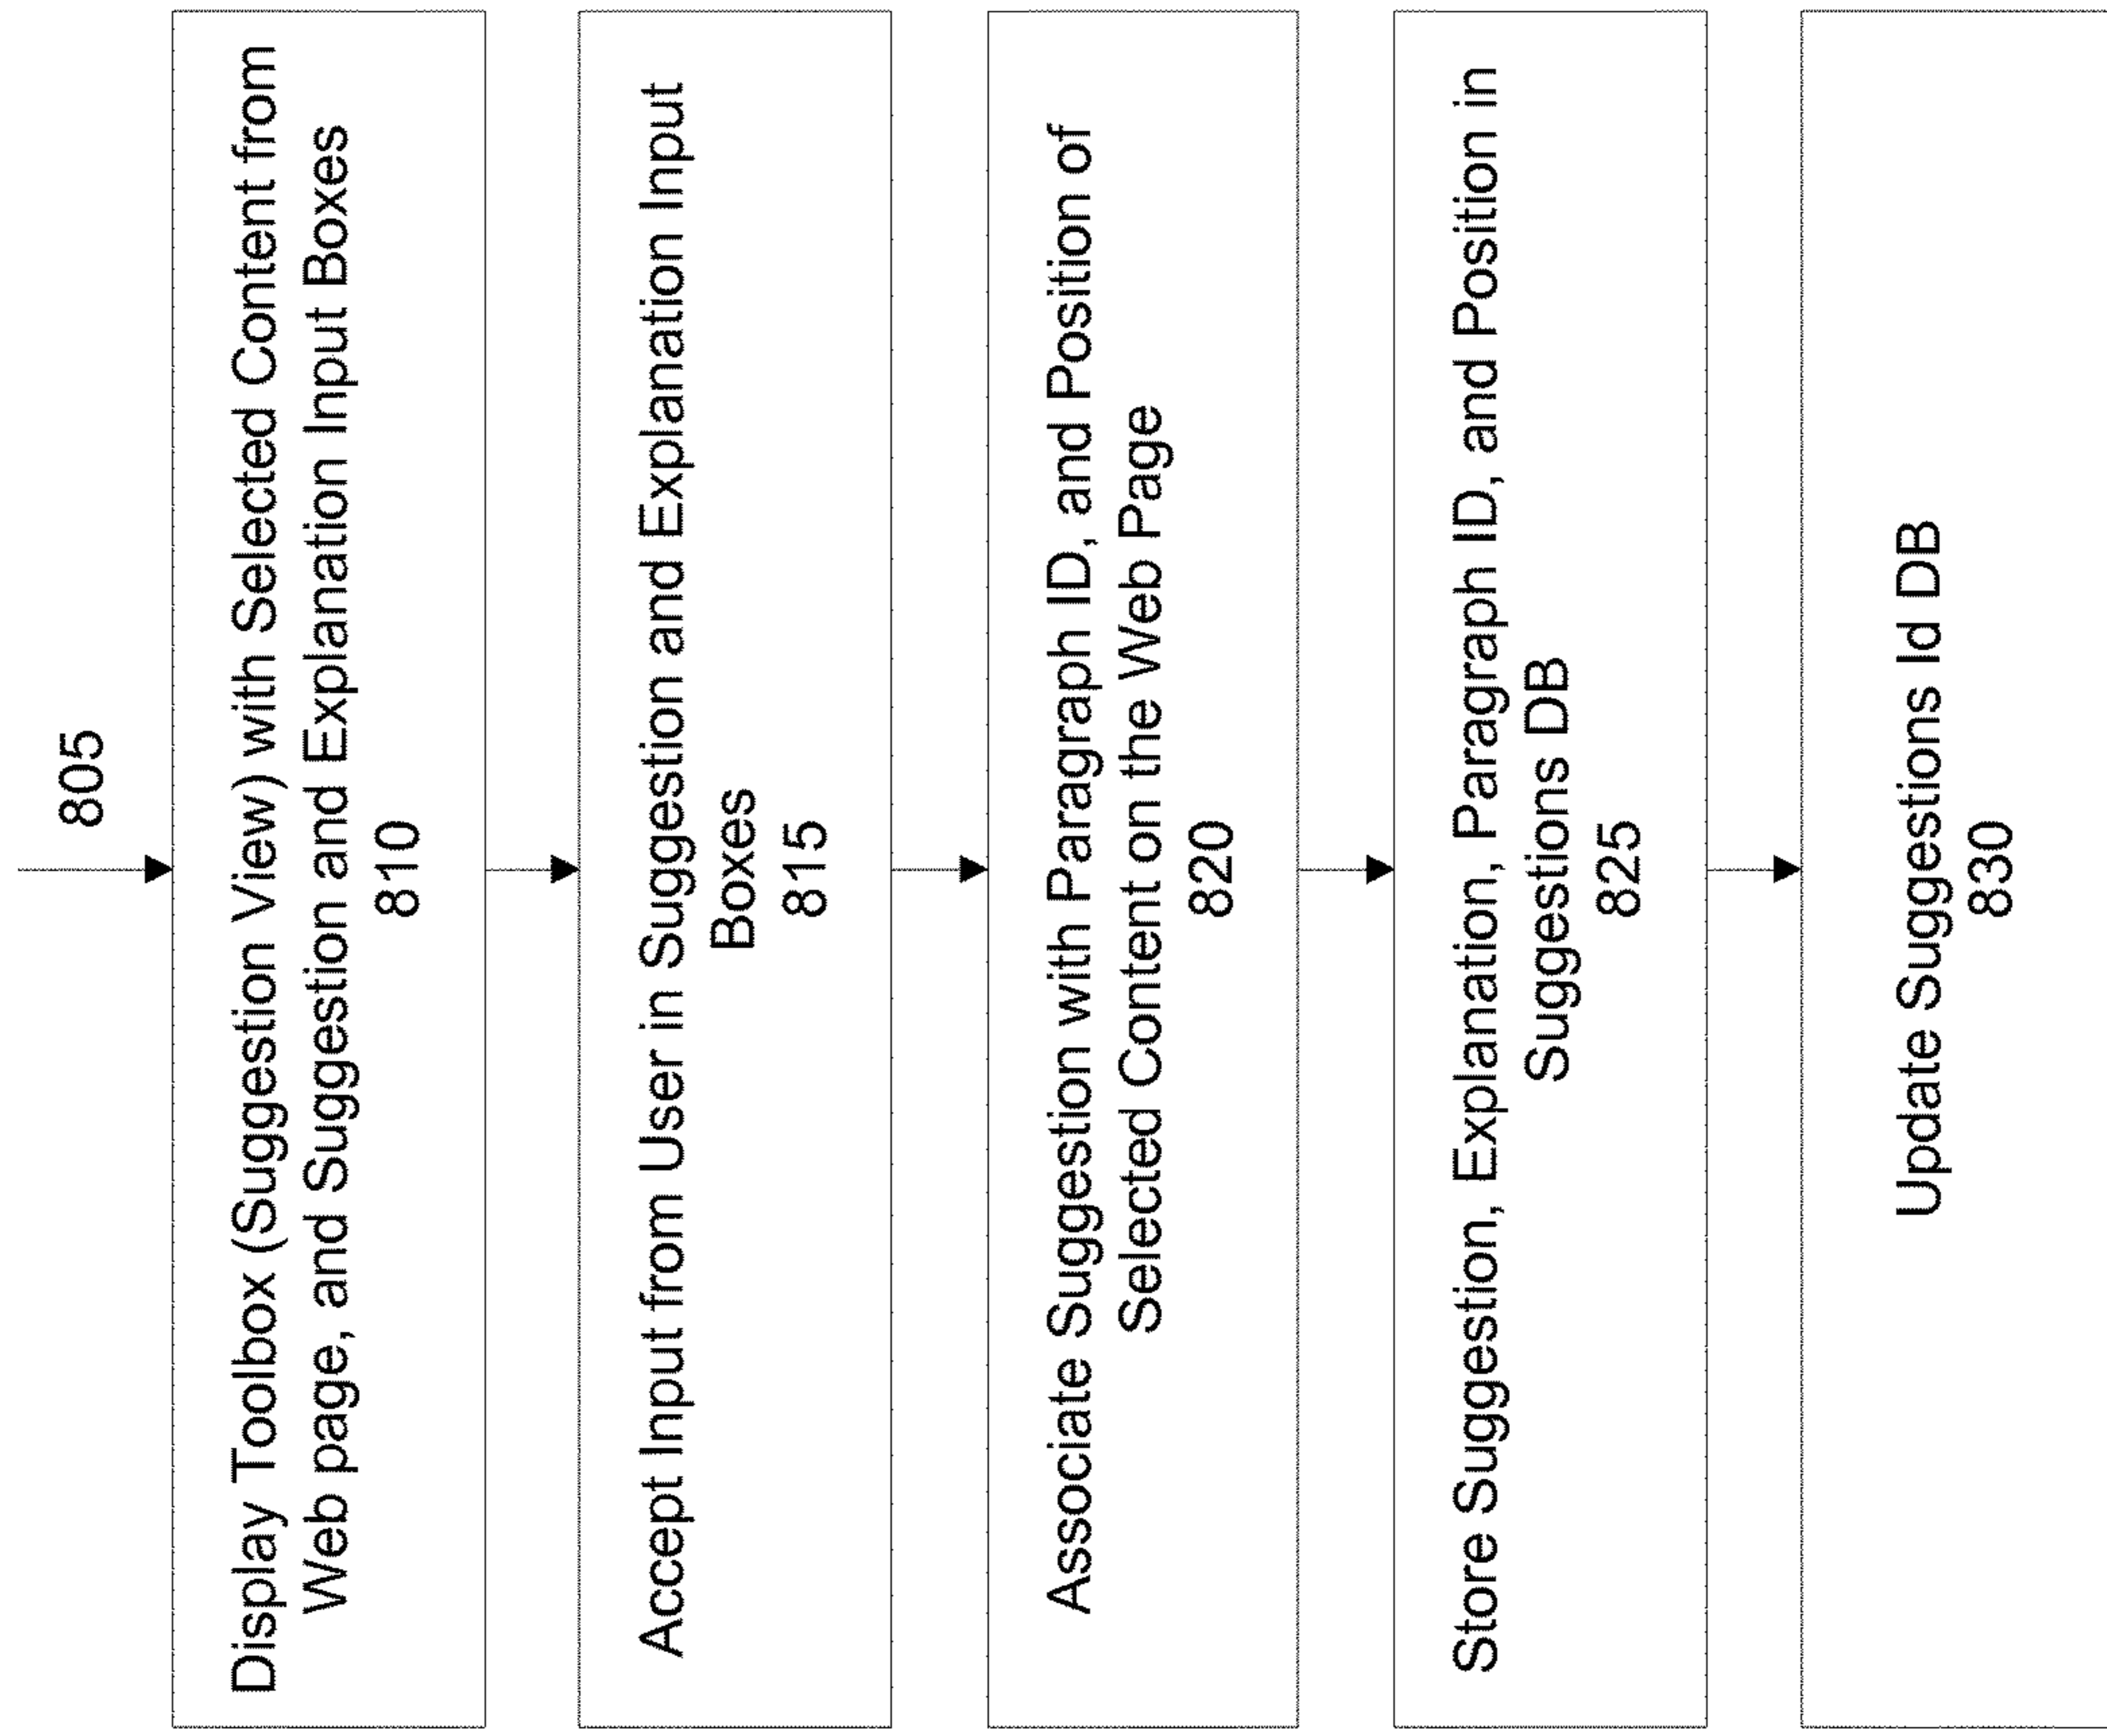 805
Display Toolbox (Suggestion View) with Selected Content from
Web page, and Suggestion and Explanation Input Boxes
810
Accept Input from User in Suggestion and Explanation Input
Boxes
815
Associate Suggestion with Paragraph ID, and Position of
Selected Content on the Web Page
820
Store Suggestion, Explanation, Paragraph ID, and Position in
Suggestions DB
825
Update Suggestions Id DB
830